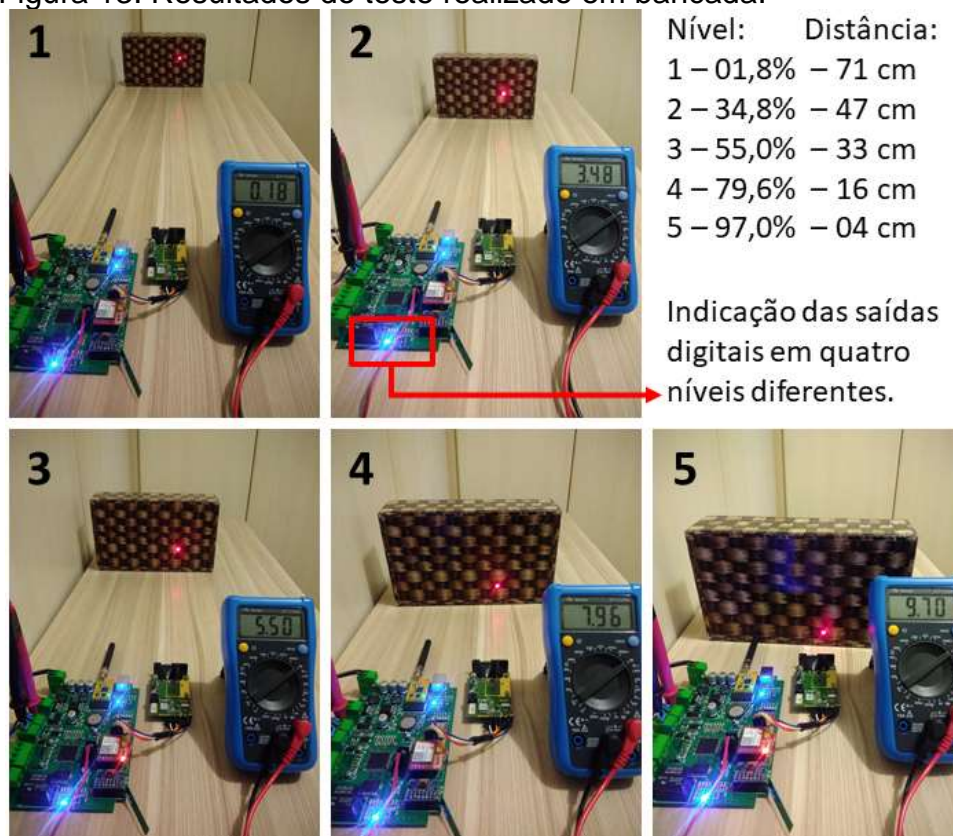 1
2
Nível: Distância:
1 – 01,8% – 71 cm
2 – 34,8% – 47 cm
3 – 55,0% – 33 cm
4 – 79,6% – 16 cm
5 – 97,0% – 04 cm
0.18
3.48
Indicação das saídas
digitais em quatro
níveis diferentes.
3
4
5
5.50
7.96
9.70